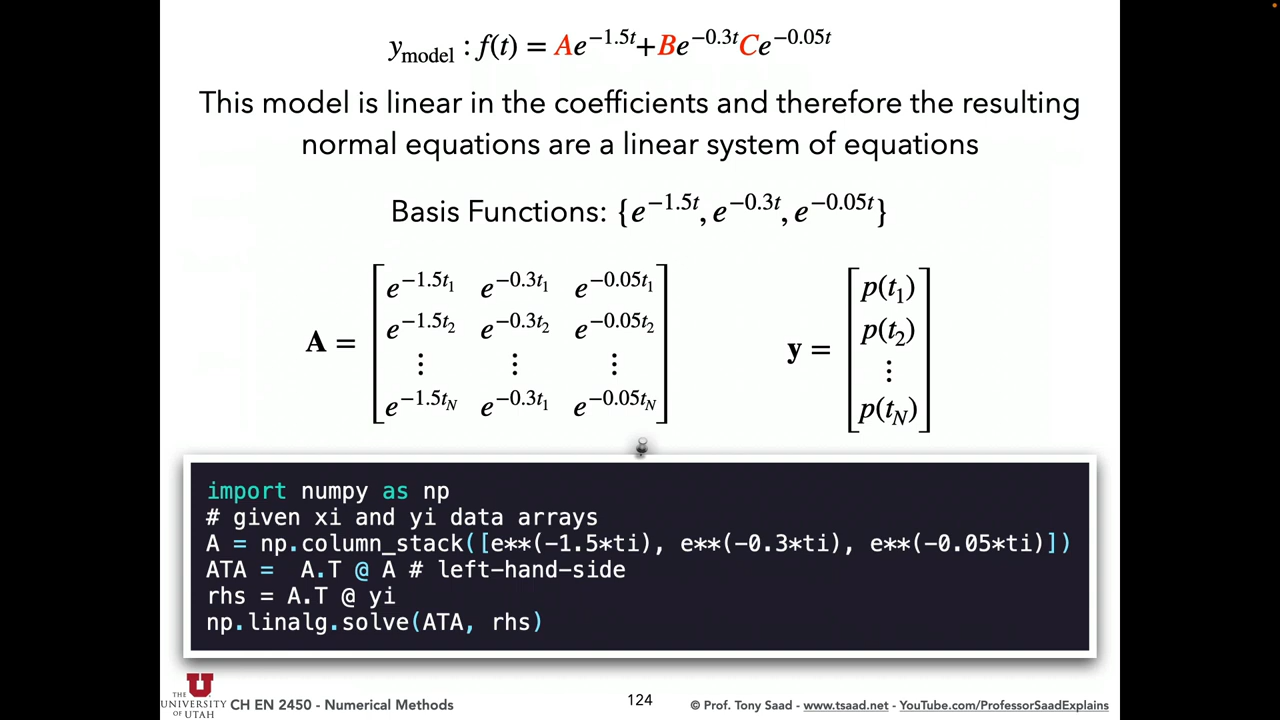 y_model : f(t) = Ae^{−1.5t}+Be^{−0.3t}Ce^{−0.05t}
This model is linear in the coefficients and therefore the resulting
normal equations are a linear system of equations
Basis Functions: {e^{−1.5t}, e^{−0.3t}, e^{−0.05t}}
A =
e^{−1.5t_1} e^{−0.3t_1} e^{−0.05t_1}
e^{−1.5t_2} e^{−0.3t_2} e^{−0.05t_2}
⋮ ⋮ ⋮
e^{−1.5t_N} e^{−0.3t_1} e^{−0.05t_N}
y =
p(t_1)
p(t_2)
⋮
p(t_N)
import numpy as np
# given xi and yi data arrays
A = np.column_stack([e**(-1.5*ti), e**(-0.3*ti), e**(-0.05*ti)])
ATA =  A.T @ A # left-hand-side
rhs = A.T @ yi
np.linalg.solve(ATA, rhs)
THE
UNIVERSITY
OF UTAH
CH EN 2450 - Numerical Methods
124
© Prof. Tony Saad - www.tsaad.net - YouTube.com/ProfessorSaadExplains